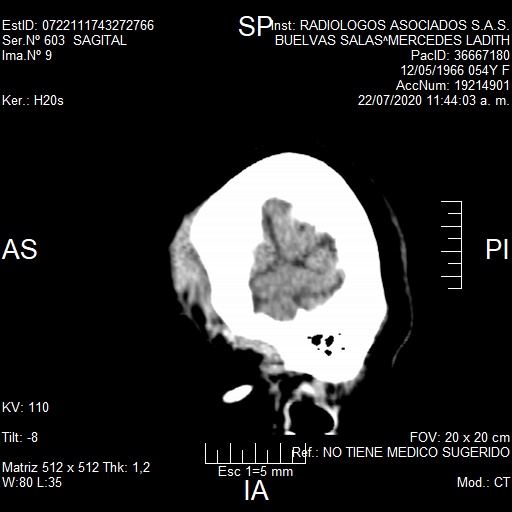 EstID: 0722111743272766
Ser.Nº 603 SAGITAL
Ima.Nº 9
Ker.: H20s
SP
Inst: RADIOLOGOS ASOCIADOS S.A.S.
BUELVAS SALAS^MERCEDES LADITH
PacID: 36667180
12/05/1966 054Y F
AccNum: 19214901
22/07/2020 11:44:03 a. m.
AS
PI
KV: 110
Tilt: -8
Matriz 512 x 512 Thk: 1,2
W:80 L:35
Esc 1=5 mm
IA
FOV: 20 x 20 cm
Ref.: NO TIENE MEDICO SUGERIDO
Mod.: CT